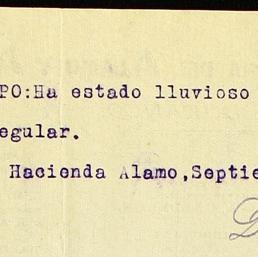 PO:Ha estado lluvioso
egular.
Hacienda Alamo,Septie